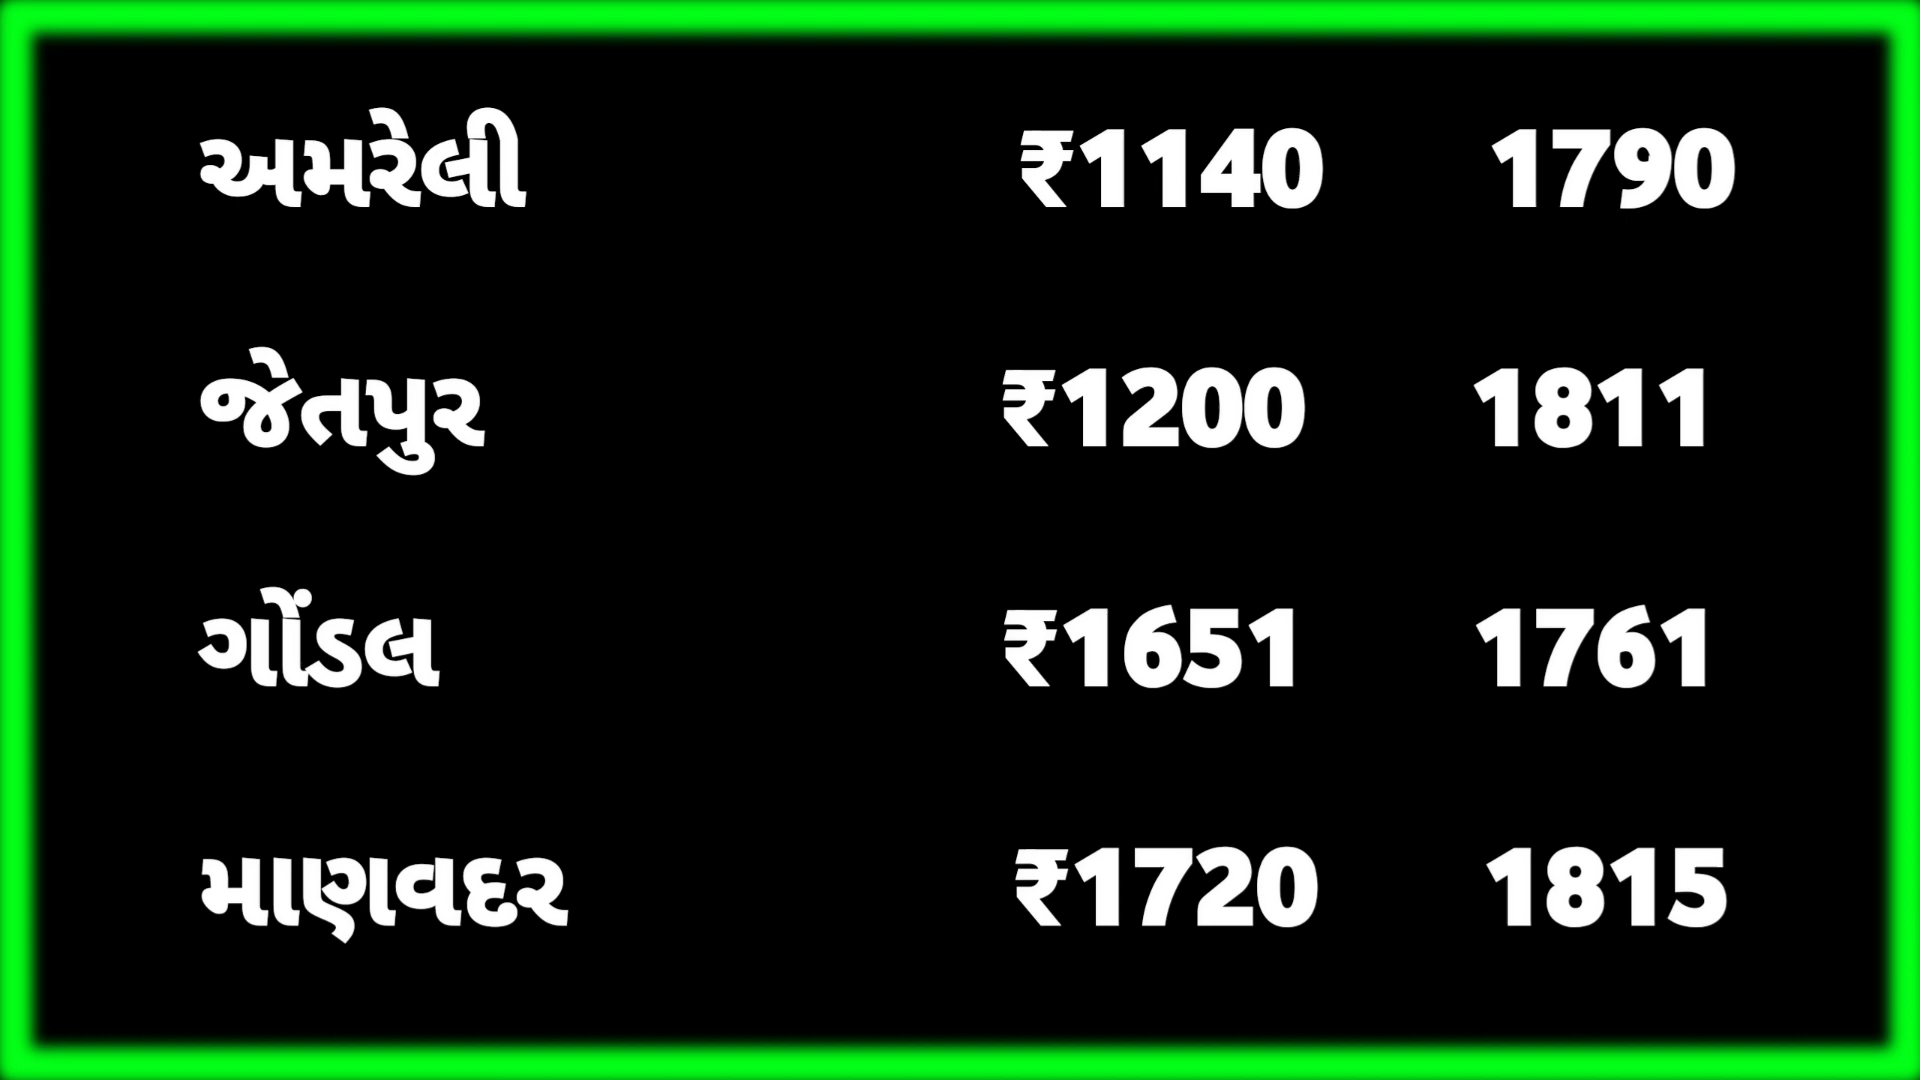 અમરેલી ₹1140 1790
જેતપુર ₹1200 1811
ગોંડલ ₹1651 1761
માણવદર ₹1720 1815